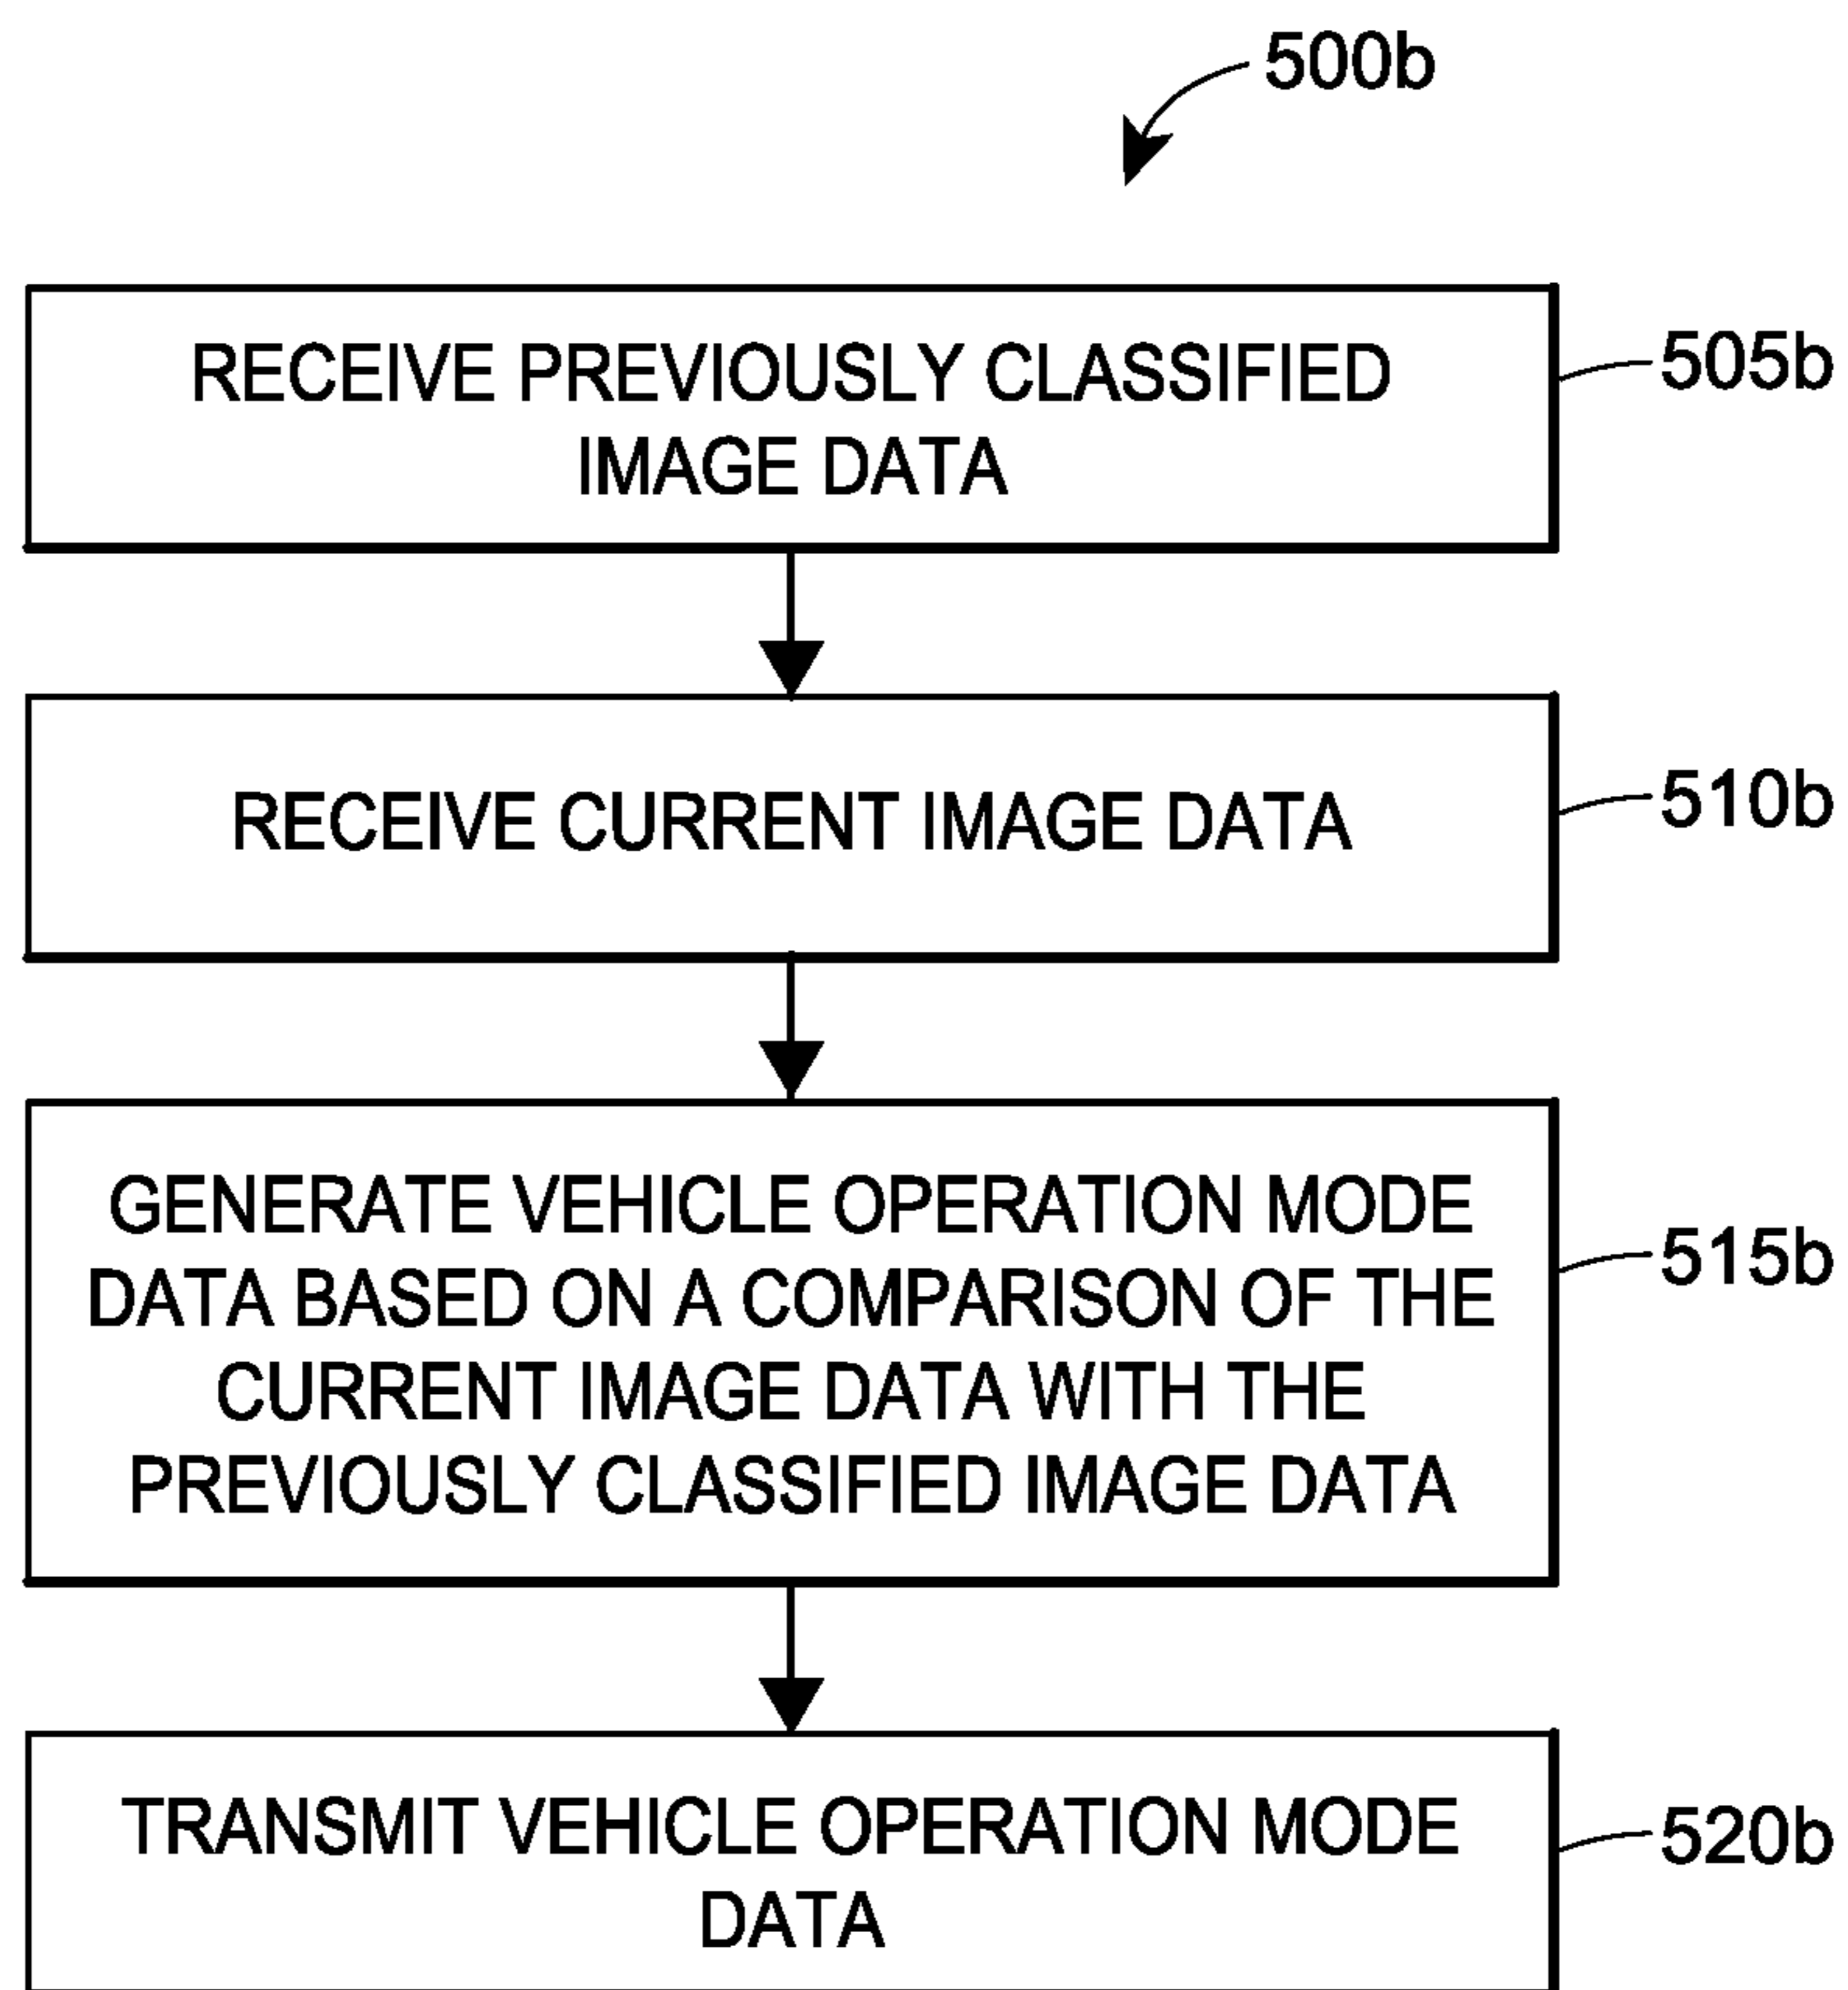 500b
RECEIVE PREVIOUSLY CLASSIFIED
IMAGE DATA
505b
RECEIVE CURRENT IMAGE DATA
510b
GENERATE VEHICLE OPERATION MODE
DATA BASED ON A COMPARISON OF THE
CURRENT IMAGE DATA WITH THE
PREVIOUSLY CLASSIFIED IMAGE DATA
515b
TRANSMIT VEHICLE OPERATION MODE
DATA
520b